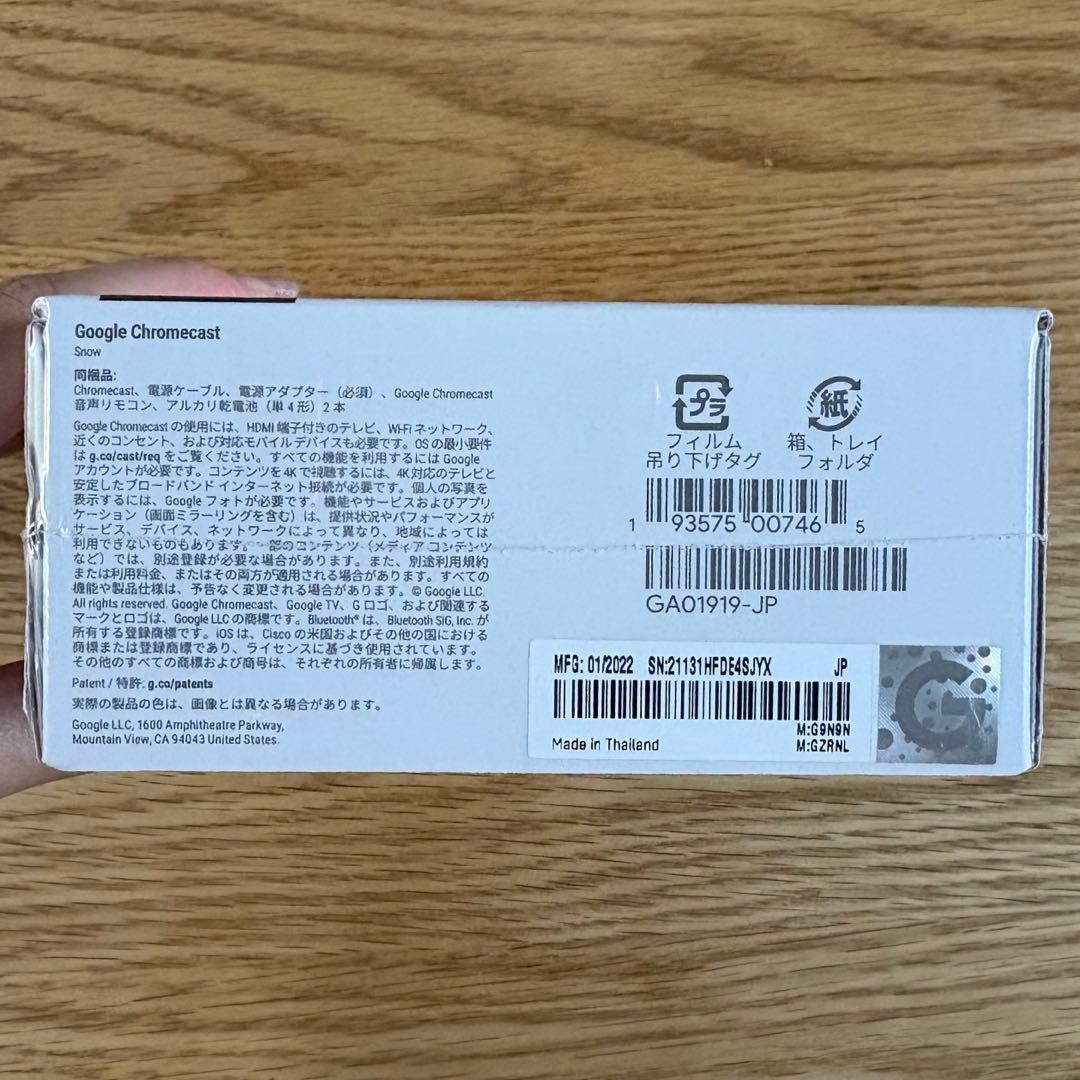 Google Chromecast
Snow
同梱品:
Chromecast、電源ケーブル、電源アダプター（必須）、Google Chromecast
音声リモコン、アルカリ乾電池（単4形）2本
Google Chromecast の使用には、HDMI 端子付きのテレビ、Wi-Fi ネットワーク、
近くのコンセント、および対応モバイルデバイスも必要です。OS の最小要件
は g.co/cast/req をご覧ください。すべての機能を利用するには Google
アカウントが必要です。コンテンツを4Kで視聴するには、4K対応のテレビと
安定したブロードバンド インターネット接続が必要です。個人の写真を
表示するには、Google フォトが必要です。機能やサービスおよびアプリ
ケーション（画面ミラーリングを含む）は、提供状況やパフォーマンスが
サービス、デバイス、ネットワークによって異なり、地域によっては
利用できないものもあります。一部のコンテンツ（メディア コンテンツ
など）では、別途登録が必要な場合があります。また、別途利用規約
または利用料金、またはその両方が適用される場合があります。すべての
機能や製品仕様は、予告なく変更される場合があります。© Google LLC.
All rights reserved. Google Chromecast、Google TV、G ロゴ、および関連する
マークとロゴは、Google LLC の商標です。Bluetooth® は、Bluetooth SIG, Inc. が
所有する登録商標です。iOS は、Cisco の米国およびその他の国における
商標または登録商標であり、ライセンスに基づき使用されています。
その他のすべての商標および商号は、それぞれの所有者に帰属します。
Patent / 特許: g.co/patents
実際の製品の色は、画像とは異なる場合があります。
Google LLC, 1600 Amphitheatre Parkway,
Mountain View, CA 94043 United States.
プラ
フィルム
吊り下げタグ
紙
箱、トレイ
フォルダ
1 93575 00746 5
GA01919-JP
MFG: 01/2022 SN:21131HFDE4SJYX JP
M:G9N9N
Made in Thailand M:GZRNL
G